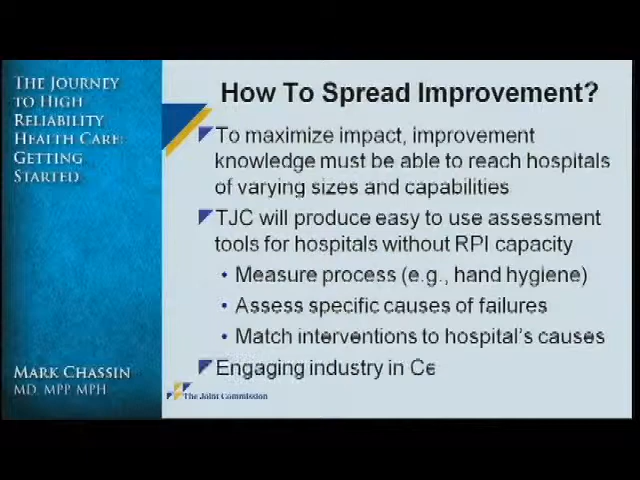 THE JOURNEY
TO HIGH
RELIABILITY
HEALTH CARE:
GETTING
STARTED
MARK CHASSIN
MD, MPP MPH
How To Spread Improvement?
To maximize impact, improvement
knowledge must be able to reach hospitals
of varying sizes and capabilities
TJC will produce easy to use assessment
tools for hospitals without RPI capacity
• Measure process (e.g., hand hygiene)
• Assess specific causes of failures
• Match interventions to hospital's causes
Engaging industry in Ce
The Joint Commission